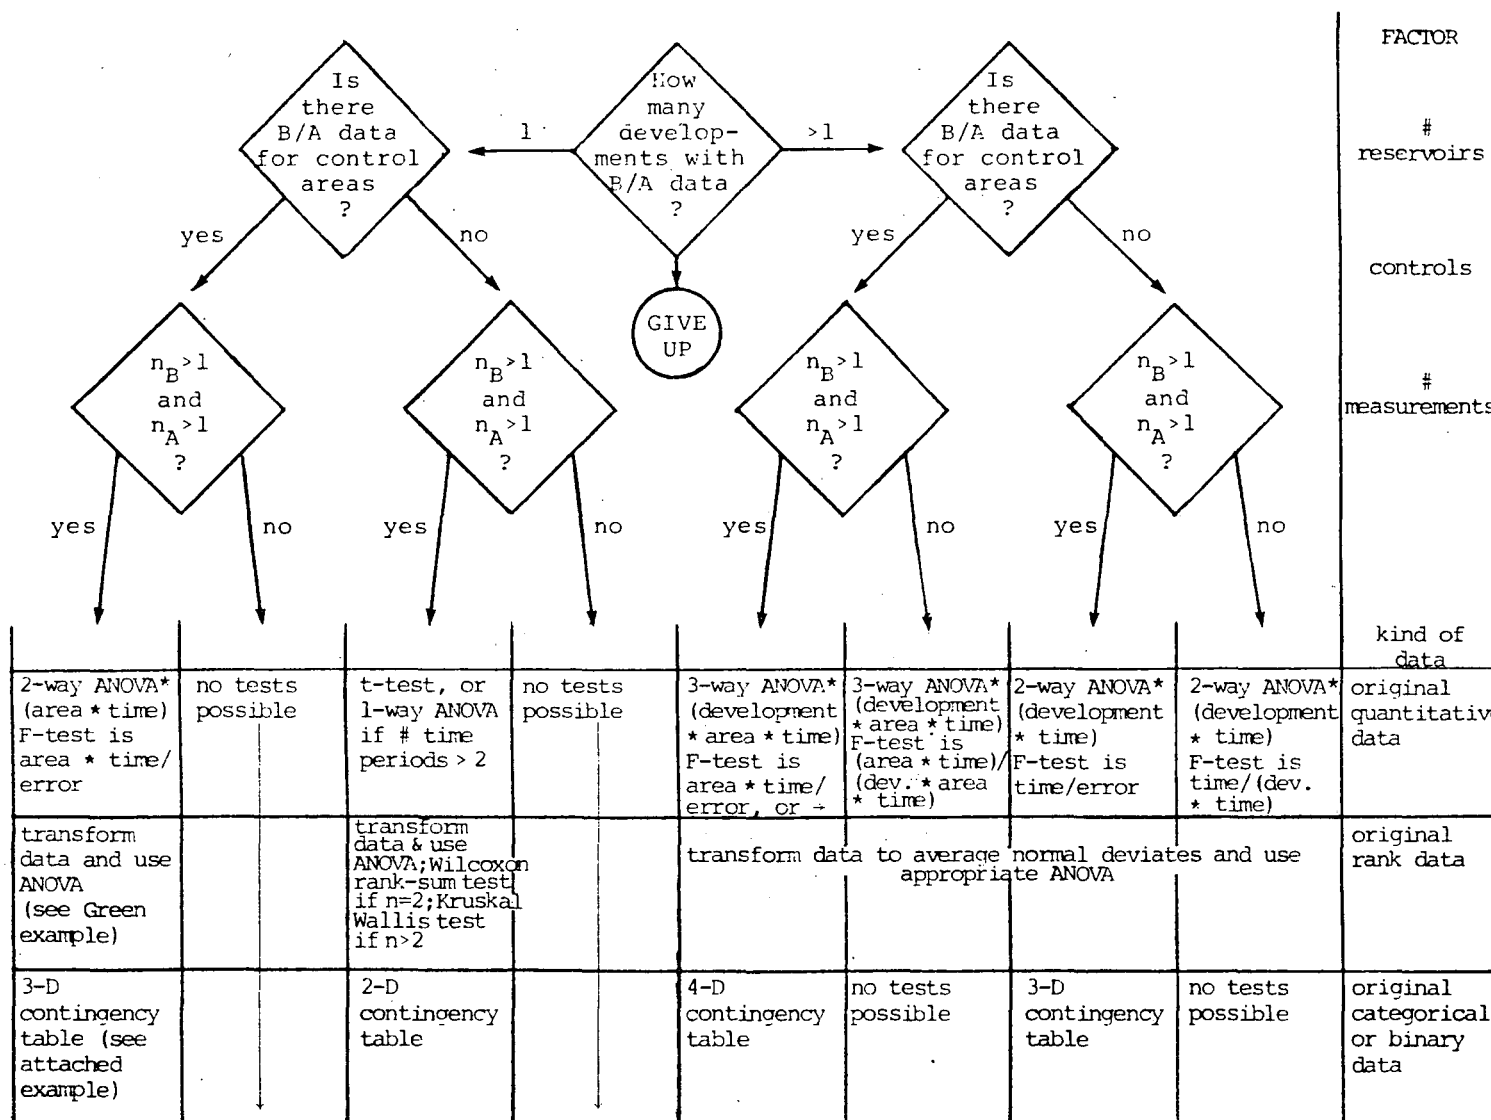 FACTOR
Is
there
B/A data
for control
areas
?
1
How
many
develop-
ments with
B/A data
?
>1
Is
there
B/A data
for control
areas
?
#
reservoirs
yes
no
yes
no
controls
GIVE
UP
n_B>1
and
n_A>1
?
n_B>1
and
n_A>1
?
n_B>1
and
n_A>1
?
n_B>1
and
n_A>1
?
#
measurements
yes
no
yes
no
yes
no
yes
no
kind of
data
2-way ANOVA*
(area * time)
F-test is
area * time/
error
no tests
possible
t-test, or
1-way ANOVA
if # time
periods > 2
no tests
possible
3-way ANOVA*
(development
* area * time)
F-test is
area * time/
error, or →
3-way ANOVA*
(development
* area * time)
F-test is
(area * time)/
(dev. * area
* time)
2-way ANOVA*
(development
* time)
F-test is
time/error
2-way ANOVA*
(development
* time)
F-test is
time/(dev.
* time)
original
quantitative
data
transform
data and use
ANOVA
(see Green
example)
transform
data & use
ANOVA;Wilcoxon
rank-sum test
if n=2;Kruskal
Wallis test
if n>2
transform data to average normal deviates and use
appropriate ANOVA
original
rank data
3-D
contingency
table (see
attached
example)
2-D
contingency
table
4-D
contingency
table
no tests
possible
3-D
contingency
table
no tests
possible
original
categorical
or binary
data